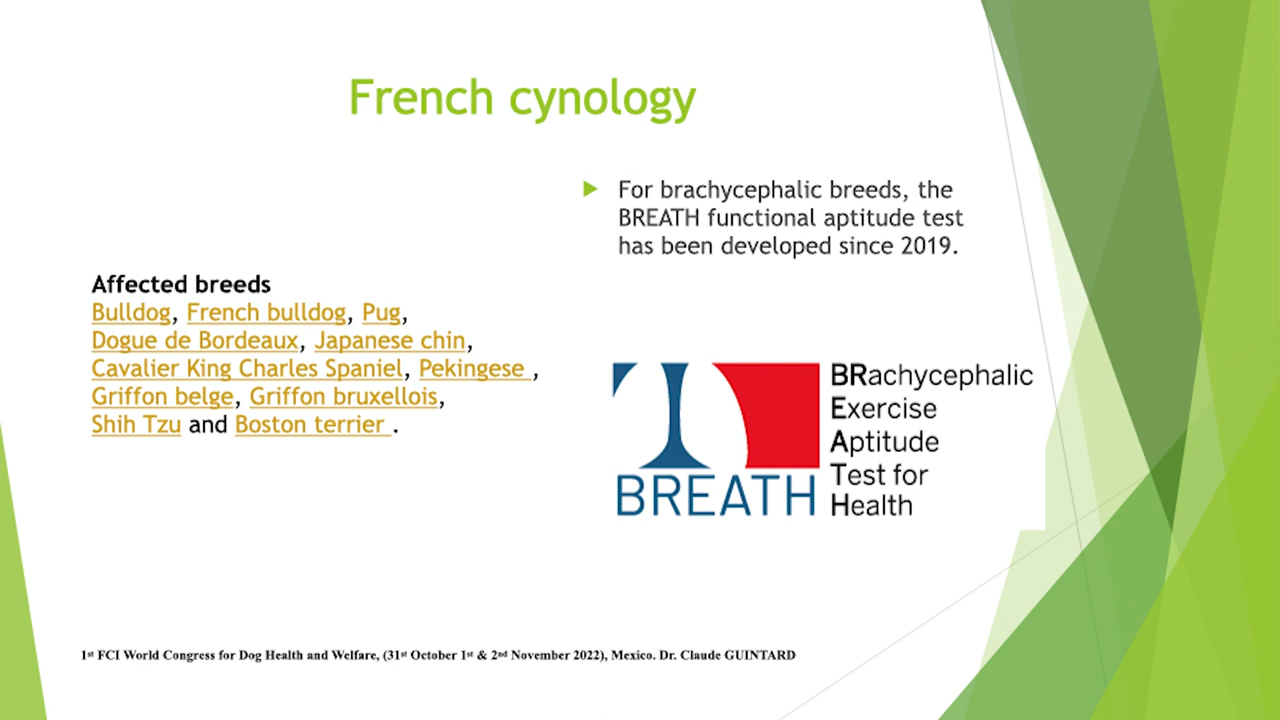 French cynology
For brachycephalic breeds, the
BREATH functional aptitude test
has been developed since 2019.
Affected breeds
Bulldog, French bulldog, Pug,
Dogue de Bordeaux, Japanese chin,
Cavalier King Charles Spaniel, Pekingese ,
Griffon belge, Griffon bruxellois,
Shih Tzu and Boston terrier .
BREATH
BRachycephalic
Exercise
Aptitude
Test for
Health
1st FCI World Congress for Dog Health and Welfare, (31st October 1st & 2nd November 2022), Mexico. Dr. Claude GUINTARD